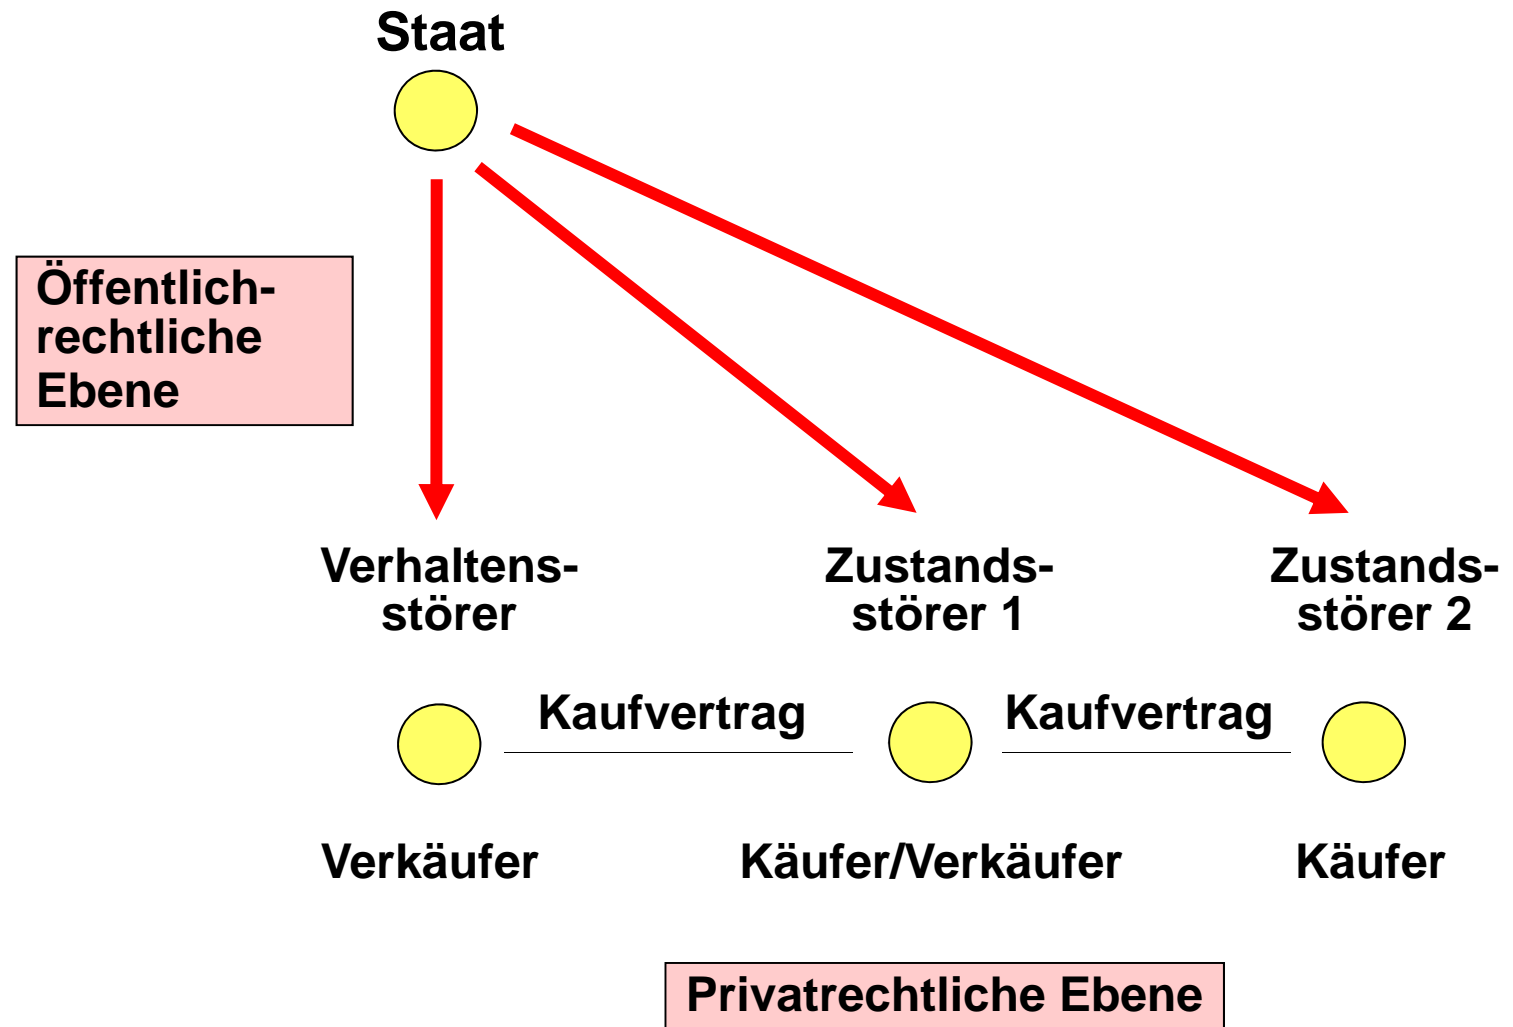 Staat
Öffentlich-
rechtliche
Ebene
Verhaltens-
störer
Zustands-
störer 1
Zustands-
störer 2
Kaufvertrag
Kaufvertrag
Verkäufer
Käufer/Verkäufer
Käufer
Privatrechtliche Ebene